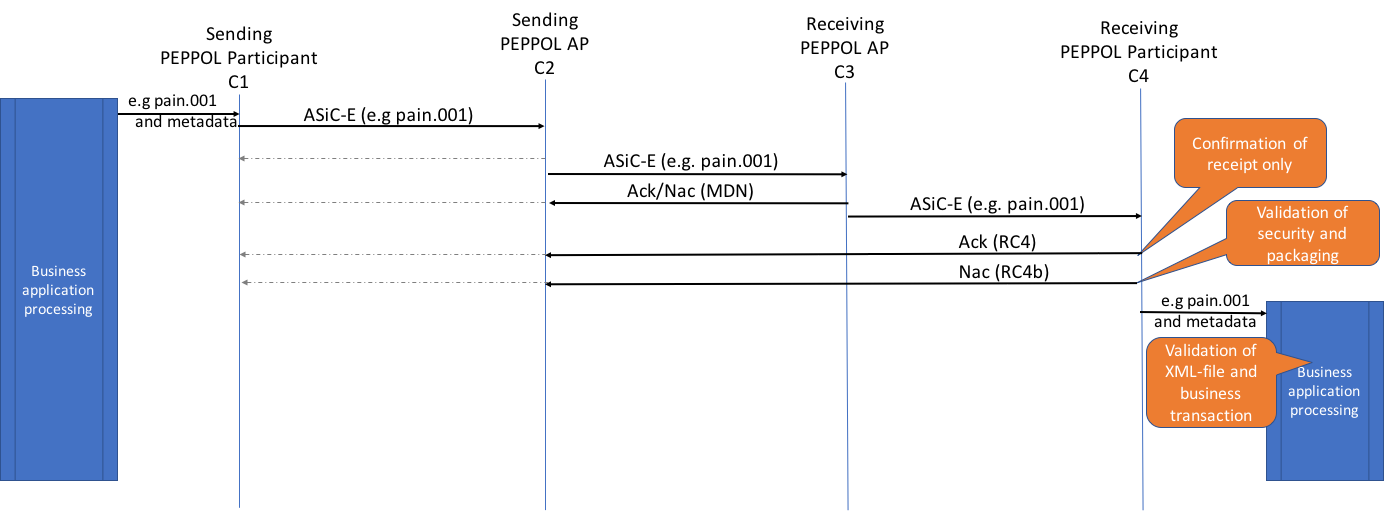 Sending
PEPPOL Participant
C1
Sending
PEPPOL AP
C2
Receiving
PEPPOL AP
C3
Receiving
PEPPOL Participant
C4
e.g pain.001
and metadata
ASiC-E (e.g pain.001)
ASiC-E (e.g. pain.001)
Ack/Nac (MDN)
ASiC-E (e.g. pain.001)
Ack (RC4)
Nac (RC4b)
Confirmation of
receipt only
Validation of
security and
packaging
Business
application
processing
e.g pain.001
and metadata
Validation of
XML-file and
business
transaction
Business
application
processing